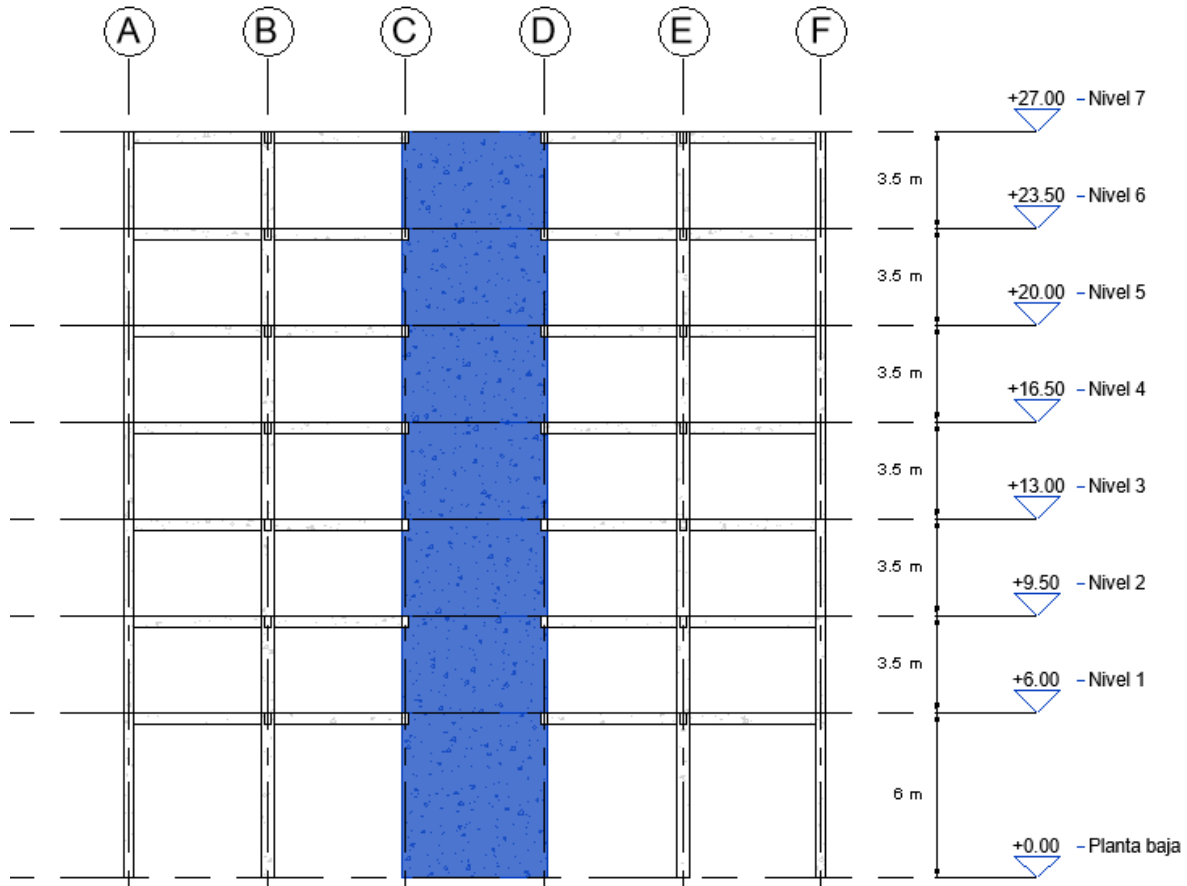 A B C D E F
+27.00 – Nivel 7
3.5 m
+23.50 – Nivel 6
3.5 m
+20.00 – Nivel 5
3.5 m
+16.50 – Nivel 4
3.5 m
+13.00 – Nivel 3
3.5 m
+9.50 – Nivel 2
3.5 m
+6.00 – Nivel 1
6 m
+0.00 – Planta baja